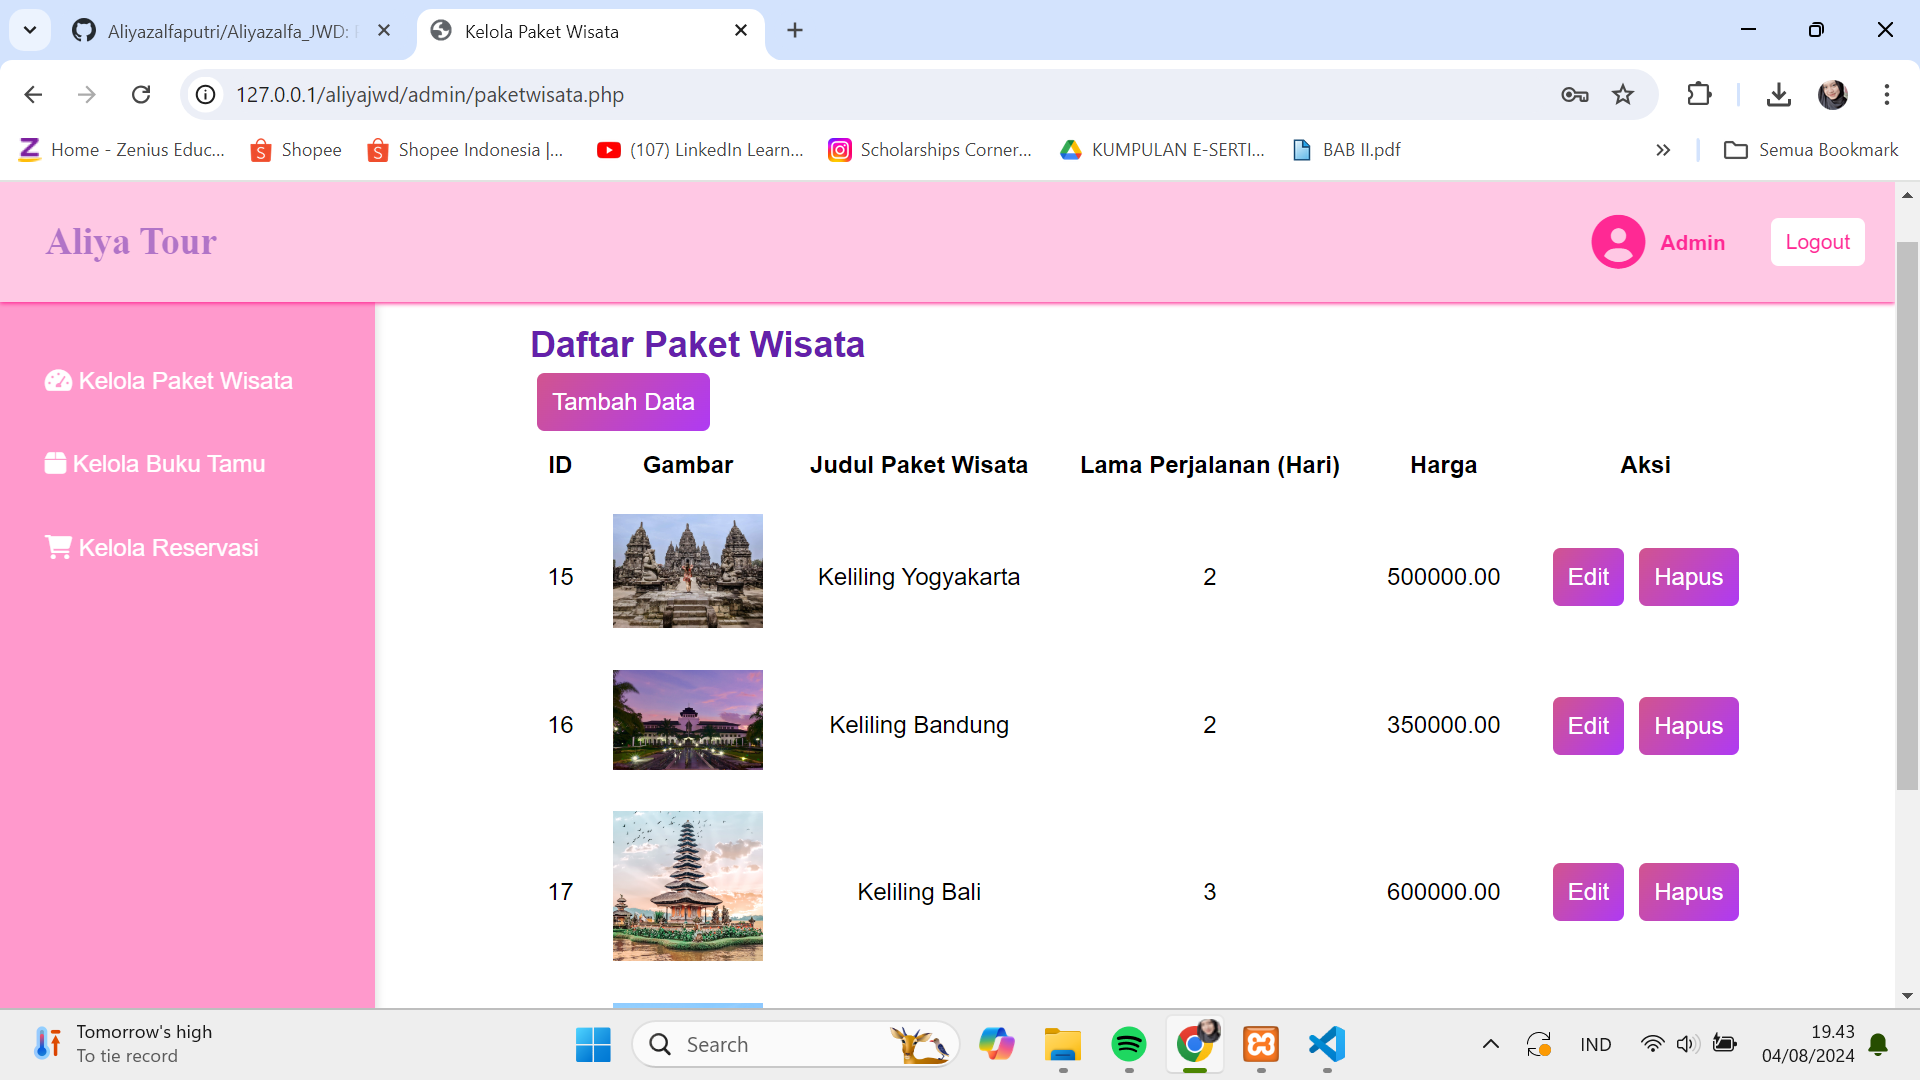 Aliyazalfaputri/Aliyazalfa_JWD:
Kelola Paket Wisata
127.0.0.1/aliyajwd/admin/paketwisata.php
Home - Zenius Educ...
Shopee
Shopee Indonesia |...
(107) LinkedIn Learn...
Scholarships Corner...
KUMPULAN E-SERTI...
BAB II.pdf
Semua Bookmark
Aliya Tour
Admin
Logout
Kelola Paket Wisata
Kelola Buku Tamu
Kelola Reservasi
Daftar Paket Wisata
Tambah Data
ID Gambar Judul Paket Wisata Lama Perjalanan (Hari) Harga Aksi
15 Keliling Yogyakarta 2 500000.00 Edit Hapus
16 Keliling Bandung 2 350000.00 Edit Hapus
17 Keliling Bali 3 600000.00 Edit Hapus
Tomorrow's high
To tie record
Search
IND
19.43
04/08/2024